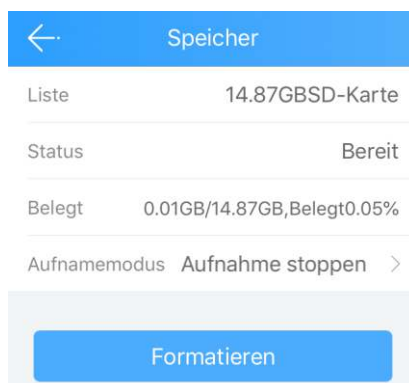 Speicher
Liste 14.87GBSD-Karte
Status Bereit
Belegt 0.01GB/14.87GB,Belegt0.05%
Aufnamemodus Aufnahme stoppen
Formatieren